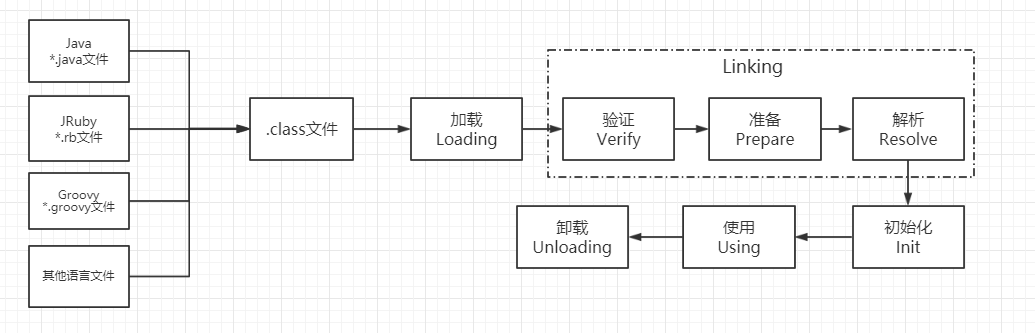 Java
*.java文件
JRuby
*.rb文件
Groovy
*.groovy文件
其他语言文件
.class文件
加载
Loading
Linking
验证
Verify
准备
Prepare
解析
Resolve
初始化
Init
使用
Using
卸载
Unloading